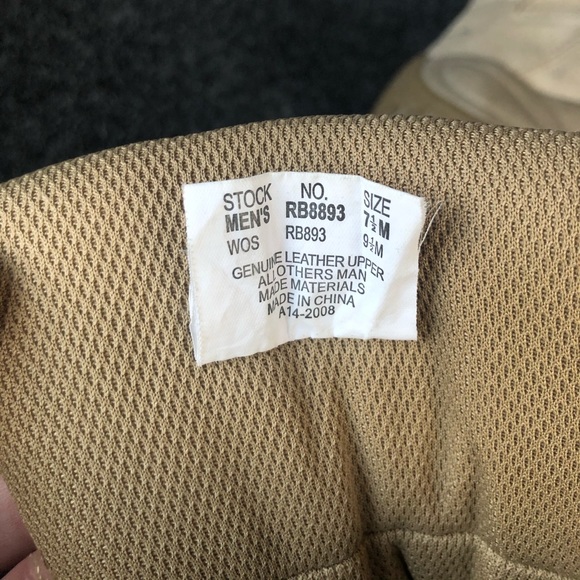 STOCK NO. SIZE
MEN'S RB8893 7½M
WOS RB893 9½M
GENUINE LEATHER UPPER
ALL OTHERS MAN
MADE MATERIALS
MADE IN CHINA
A14-2008